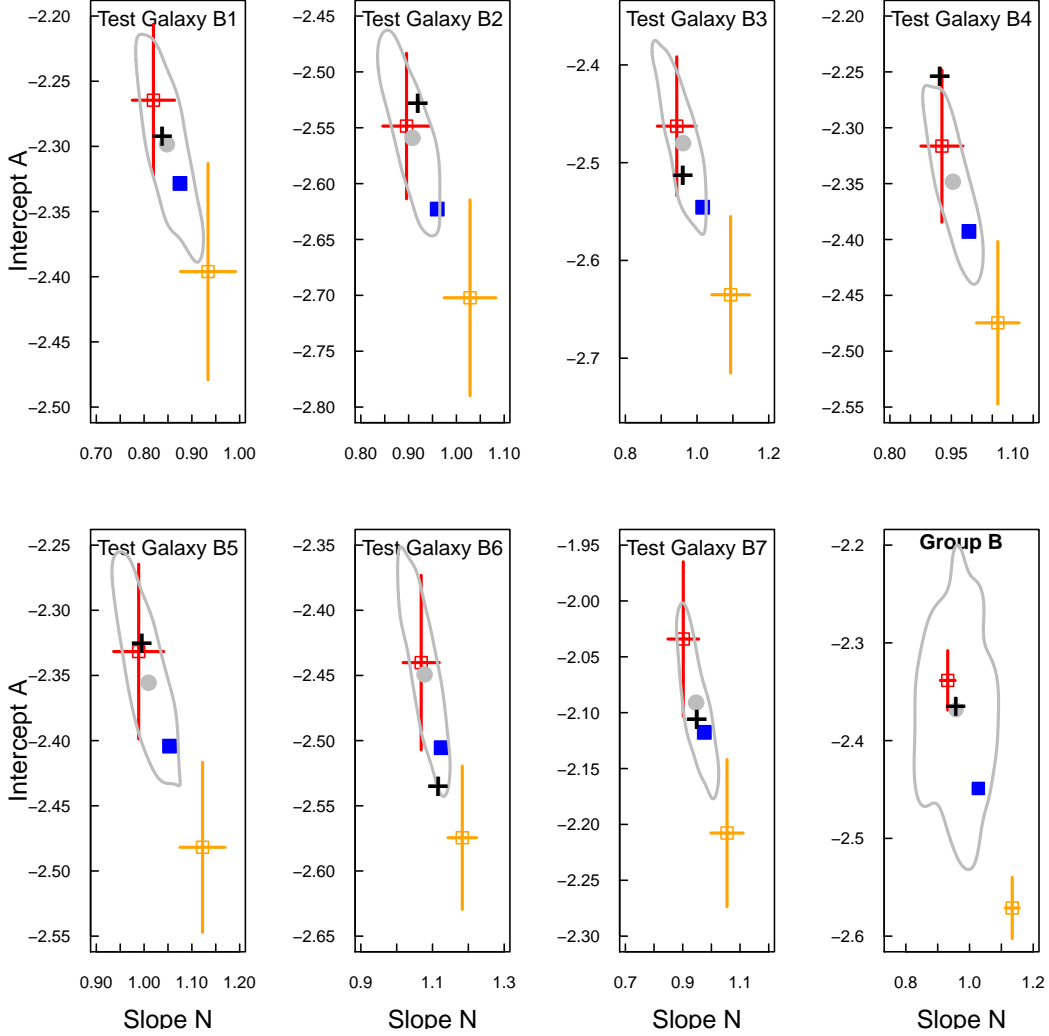 Test Galaxy B1
Intercept A
−2.20
−2.25
−2.30
−2.35
−2.40
−2.45
−2.50
0.70 0.80 0.90 1.00
Test Galaxy B2
−2.45
−2.50
−2.55
−2.60
−2.65
−2.70
−2.75
−2.80
0.80 0.90 1.00 1.10
Test Galaxy B3
−2.4
−2.5
−2.6
−2.7
0.8 1.0 1.2
Test Galaxy B4
−2.20
−2.25
−2.30
−2.35
−2.40
−2.45
−2.50
−2.55
0.80 0.95 1.10
Test Galaxy B5
Intercept A
−2.25
−2.30
−2.35
−2.40
−2.45
−2.50
−2.55
0.90 1.00 1.10 1.20
Slope N
Test Galaxy B6
−2.35
−2.40
−2.45
−2.50
−2.55
−2.60
−2.65
0.9 1.1 1.3
Slope N
Test Galaxy B7
−1.95
−2.00
−2.05
−2.10
−2.15
−2.20
−2.25
−2.30
0.7 0.9 1.1
Slope N
Group B
−2.2
−2.3
−2.4
−2.5
−2.6
0.8 1.0 1.2
Slope N